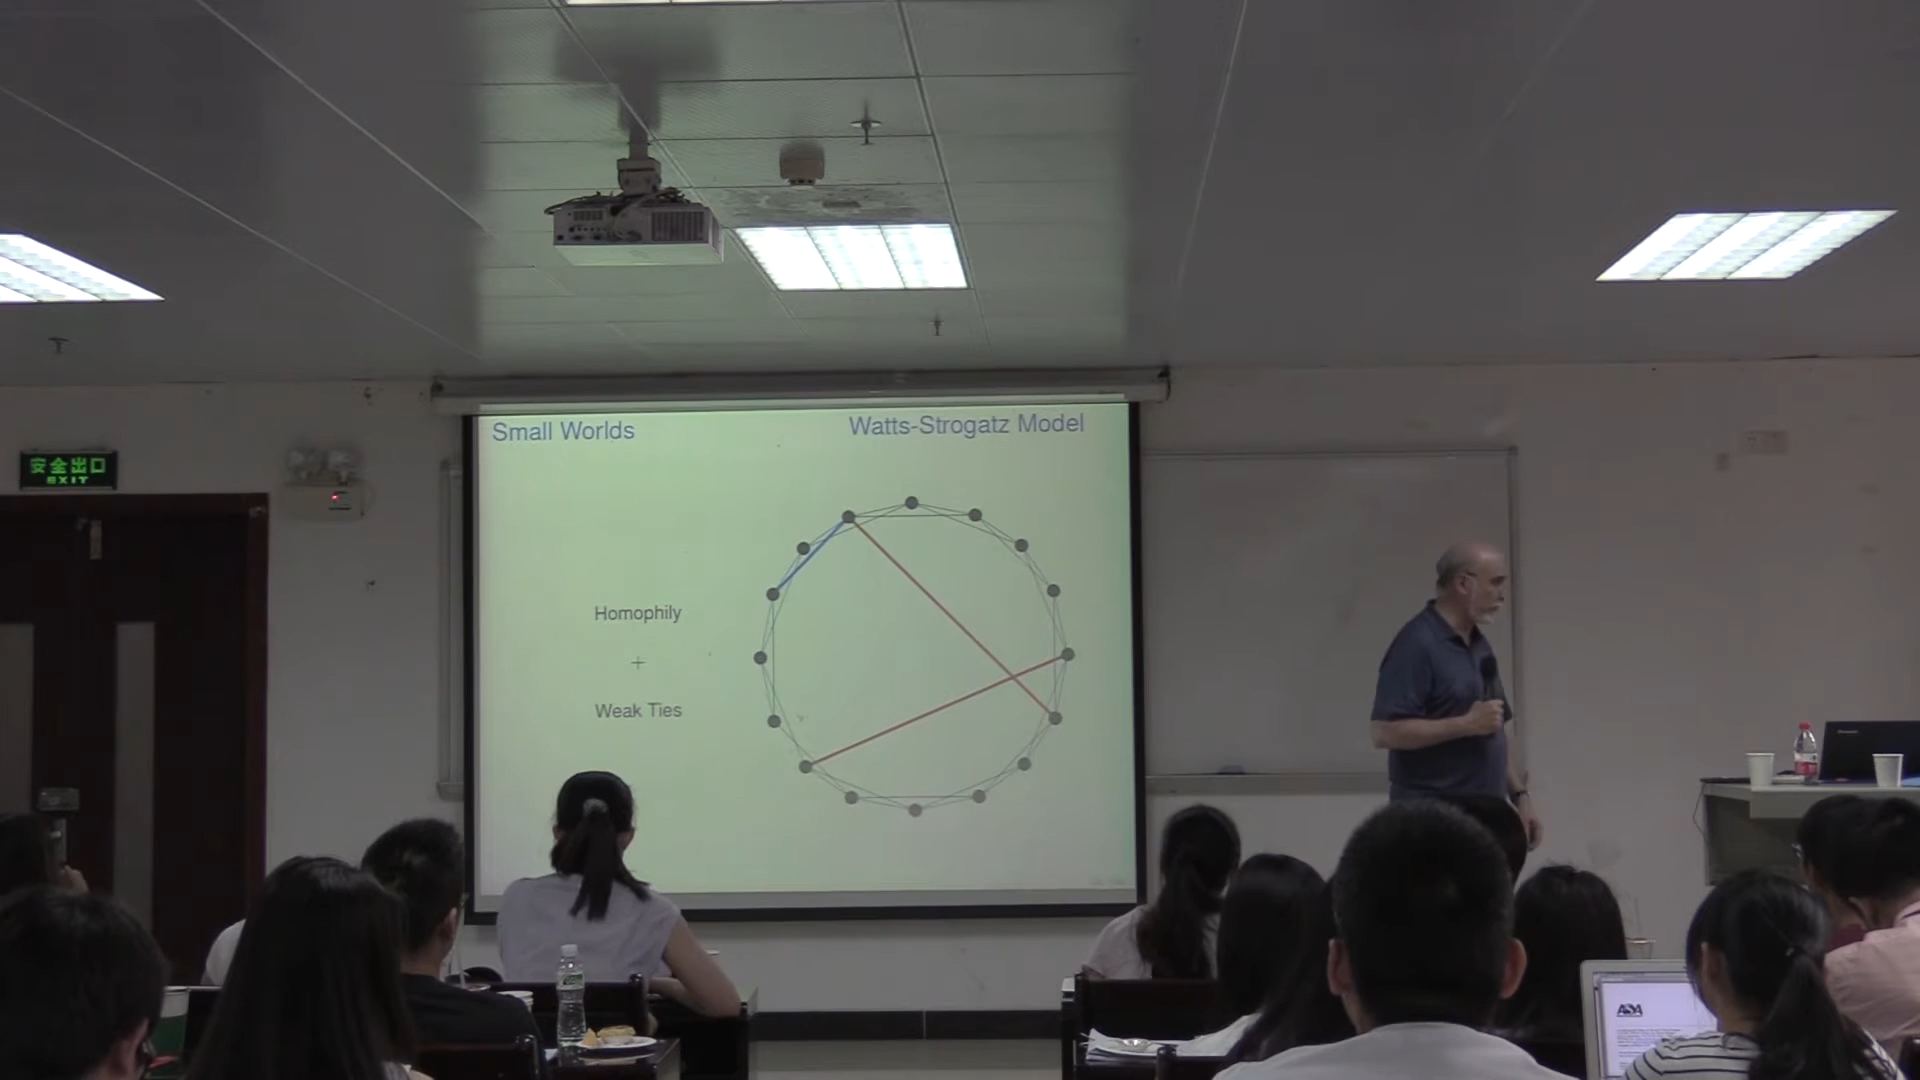 Small Worlds
Watts-Strogatz Model
Homophily
+
Weak Ties
安全出口
EXIT